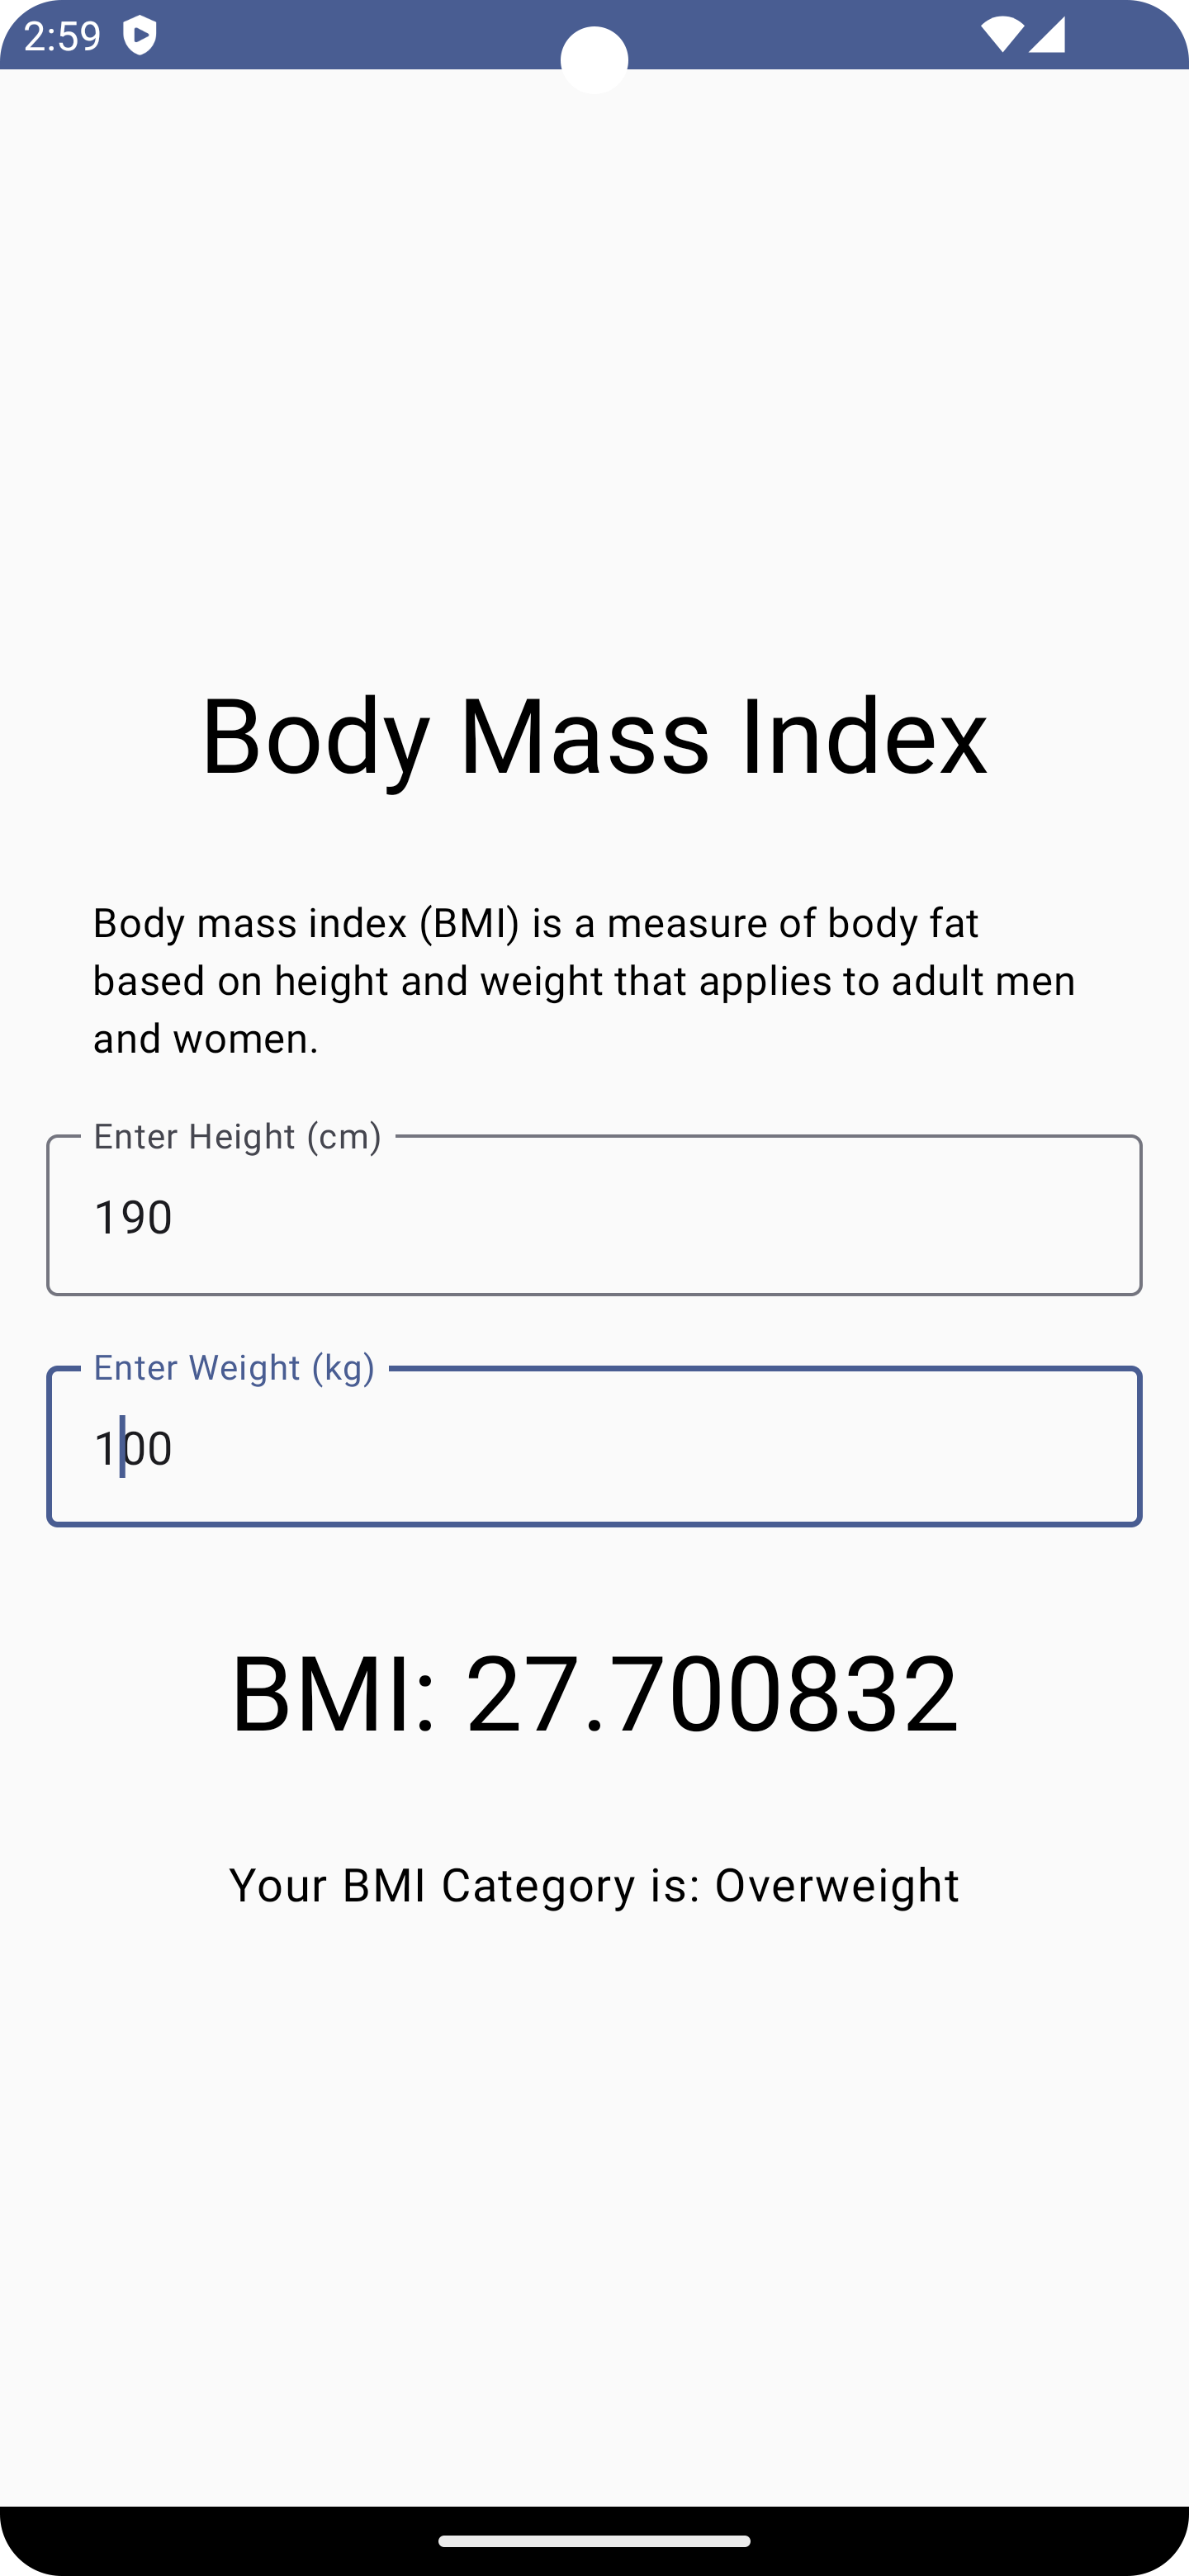 2:59
Body Mass Index
Body mass index (BMI) is a measure of body fat
based on height and weight that applies to adult men
and women.
Enter Height (cm)
190
Enter Weight (kg)
100
BMI: 27.700832
Your BMI Category is: Overweight